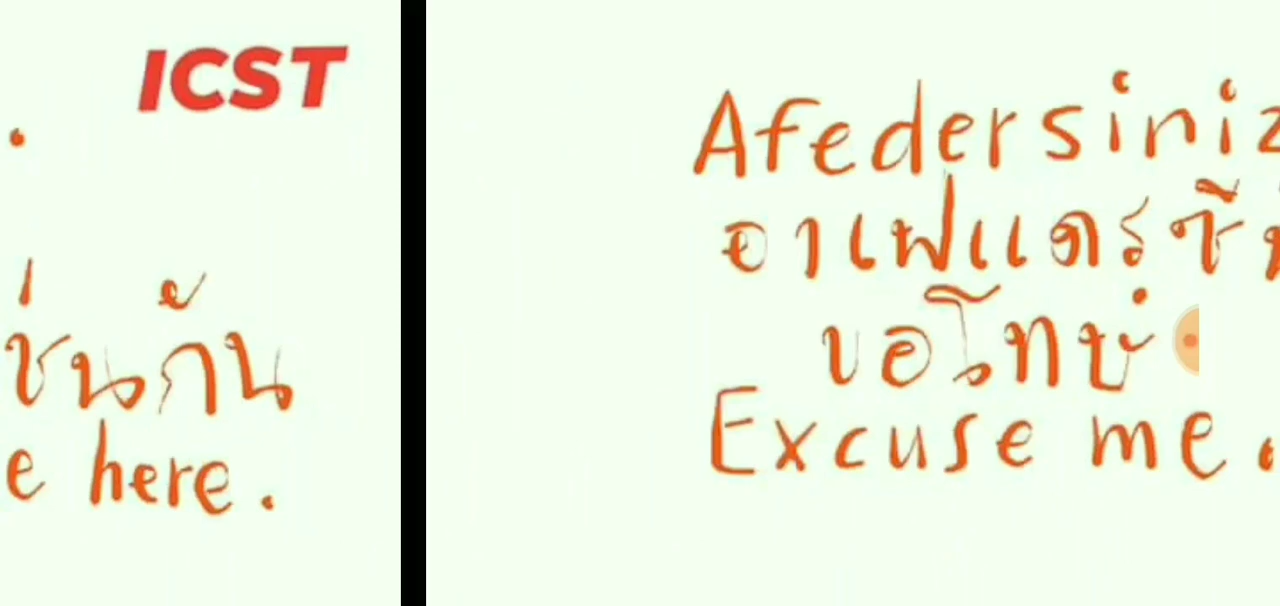 ICST
.
ช่นกัน
e here.
Afedersiniz
อาเฟแดร์ซิน
ขอโทษ
Excuse me.